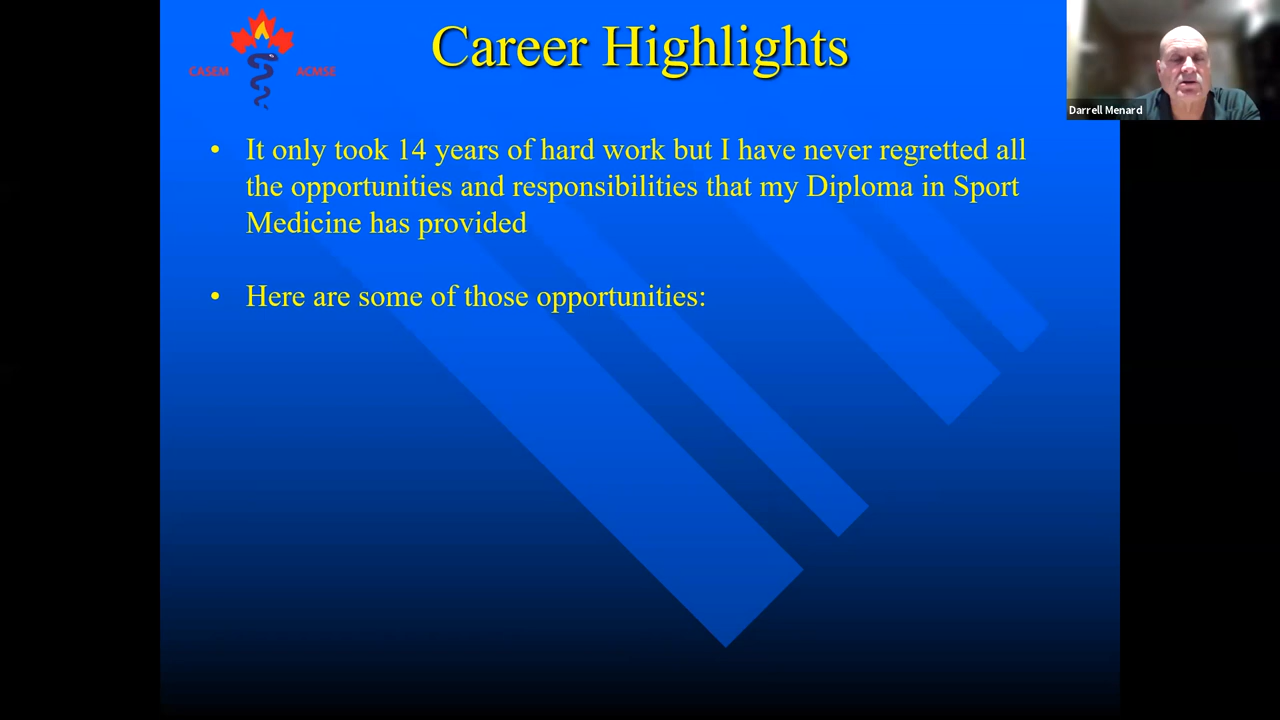 CASEM ACMSE
Career Highlights
Darrell Menard
• It only took 14 years of hard work but I have never regretted all
the opportunities and responsibilities that my Diploma in Sport
Medicine has provided
• Here are some of those opportunities: